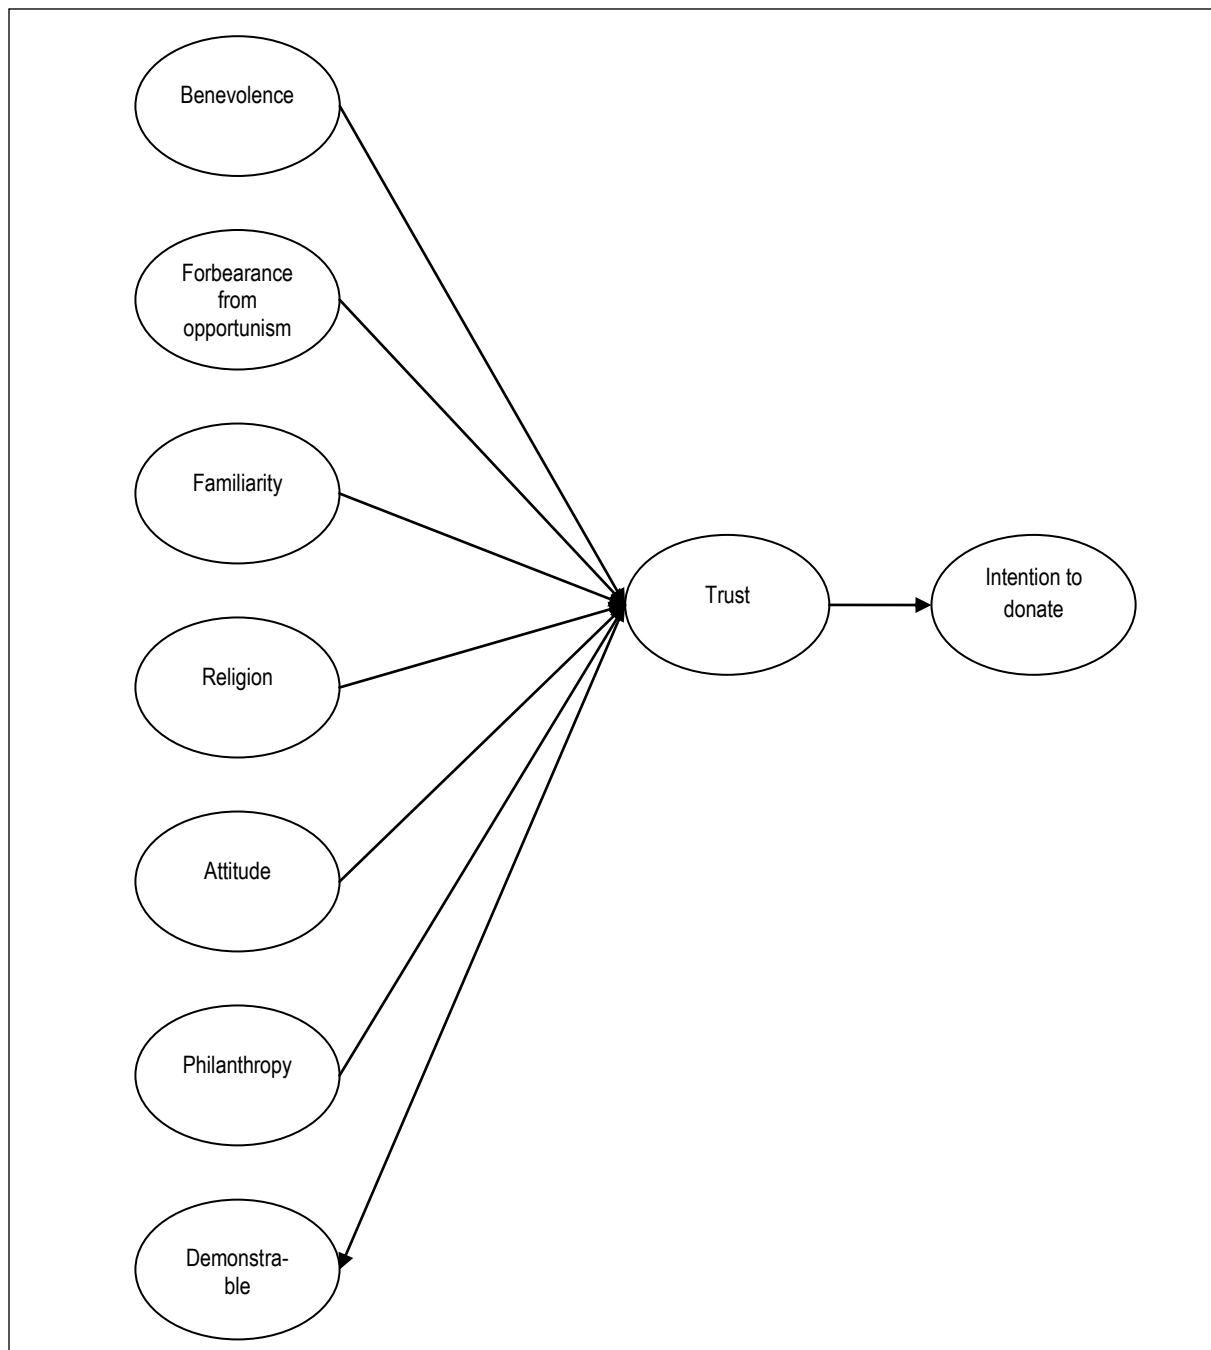 Benevolence
Forbearance
from
opportunism
Familiarity
Religion
Attitude
Philanthropy
Demonstra-
ble
Trust
Intention to
donate